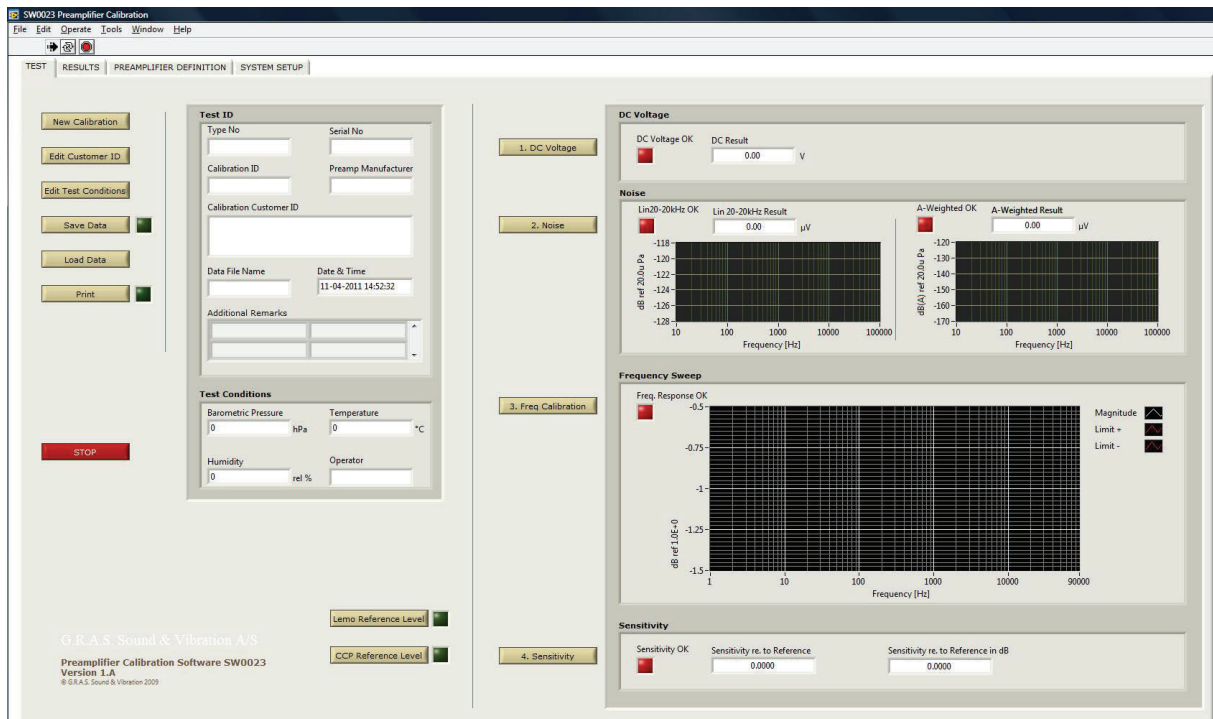 SW0023 Preamplifier Calibration
File Edit Operate Tools Window Help
TEST RESULTS PREAMPLIFIER DEFINITION SYSTEM SETUP
New Calibration
Edit Customer ID
Edit Test Conditions
Save Data
Load Data
Print
STOP
Test ID
Type No Serial No
Calibration ID Preamp Manufacturer
Calibration Customer ID
Data File Name Date & Time
11-04-2011 14:52:32
Additional Remarks
Test Conditions
Barometric Pressure Temperature
0 hPa 0 °C
Humidity Operator
0 rel %
Lemo Reference Level
CCP Reference Level
G.R.A.S. Sound & Vibration A/S
Preamplifier Calibration Software SW0023
Version 1.A
© G.R.A.S. Sound & Vibration 2009
1. DC Voltage
2. Noise
3. Freq Calibration
4. Sensitivity
DC Voltage
DC Voltage OK DC Result
0.00 V
Noise
Lin20-20kHz OK Lin 20-20kHz Result
0.00 µV
dB ref 20.0u Pa
-118
-120
-122
-124
-126
-128
10 100 1000 10000 100000
Frequency [Hz]
A-Weighted OK A-Weighted Result
0.00 µV
dB(A) ref 20.0u Pa
-120
-130
-140
-150
-160
-170
10 100 1000 10000 100000
Frequency [Hz]
Frequency Sweep
Freq. Response OK
dB ref 1.0E+0
-0.5
-0.75
-1
-1.25
-1.5
1 10 100 1000 10000 90000
Frequency [Hz]
Magnitude
Limit +
Limit -
Sensitivity
Sensitivity OK Sensitivity re. to Reference Sensitivity re. to Reference in dB
0.0000 0.0000